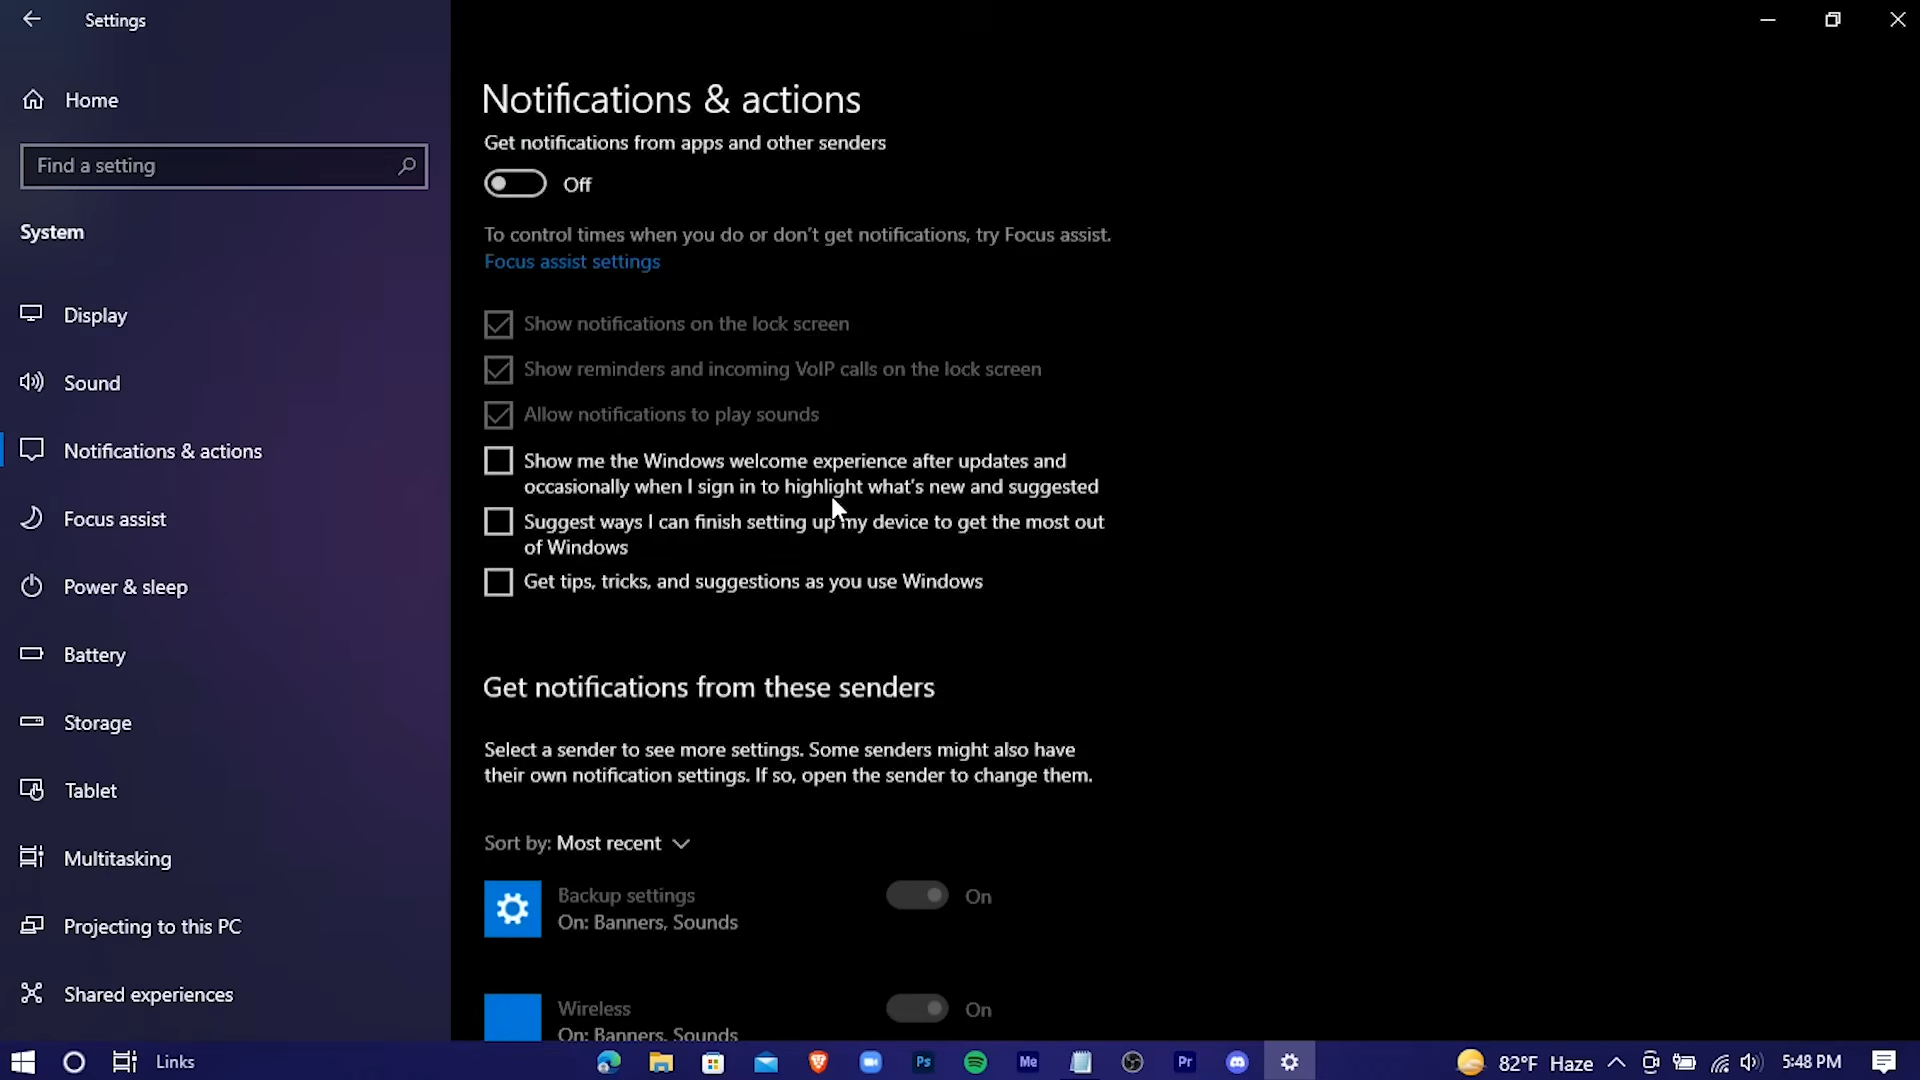 Settings
Home
Find a setting
System
Display
Sound
Notifications & actions
Focus assist
Power & sleep
Battery
Storage
Tablet
Multitasking
Projecting to this PC
Shared experiences
Notifications & actions
Get notifications from apps and other senders
Off
To control times when you do or don't get notifications, try Focus assist.
Focus assist settings
Show notifications on the lock screen
Show reminders and incoming VoIP calls on the lock screen
Allow notifications to play sounds
Show me the Windows welcome experience after updates and
occasionally when I sign in to highlight what's new and suggested
Suggest ways I can finish setting up my device to get the most out
of Windows
Get tips, tricks, and suggestions as you use Windows
Get notifications from these senders
Select a sender to see more settings. Some senders might also have
their own notification settings. If so, open the sender to change them.
Sort by: Most recent
Backup settings
On: Banners, Sounds
On
Wireless
On: Banners, Sounds
On
Links
Ps
Me
Pr
82°F Haze
5:48 PM